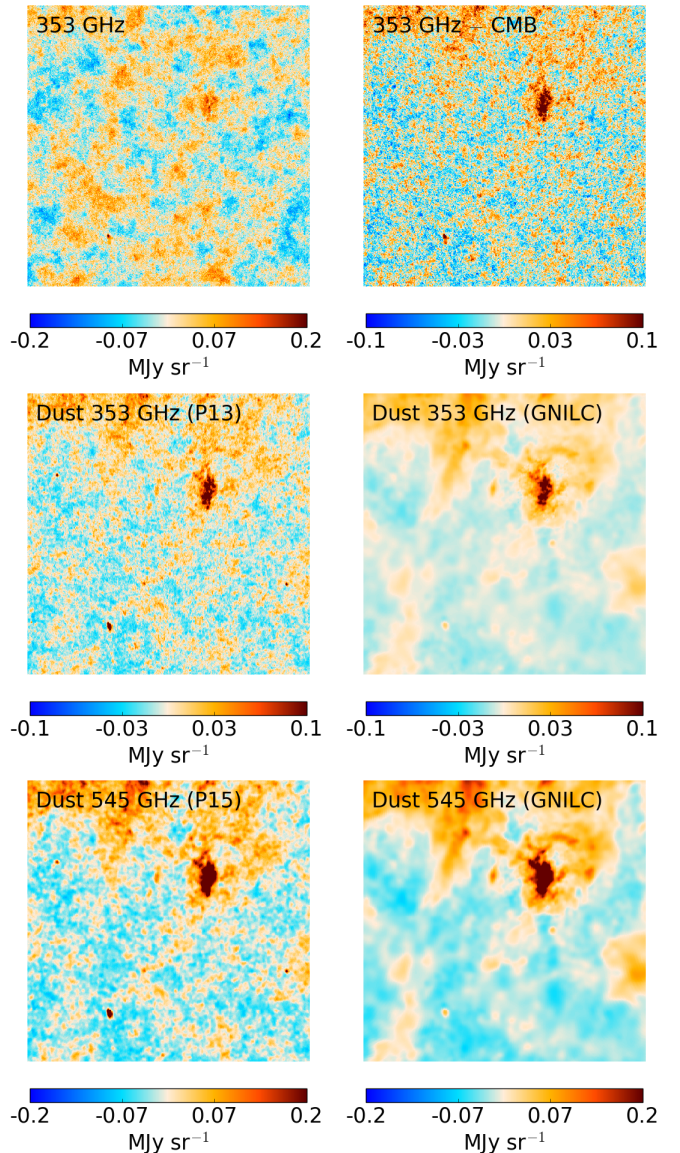 353 GHz
353 GHz − CMB
-0.2 -0.07 0.07 0.2
MJy sr⁻¹
-0.1 -0.03 0.03 0.1
MJy sr⁻¹
Dust 353 GHz (P13)
Dust 353 GHz (GNILC)
-0.1 -0.03 0.03 0.1
MJy sr⁻¹
-0.1 -0.03 0.03 0.1
MJy sr⁻¹
Dust 545 GHz (P15)
Dust 545 GHz (GNILC)
-0.2 -0.07 0.07 0.2
MJy sr⁻¹
-0.2 -0.07 0.07 0.2
MJy sr⁻¹